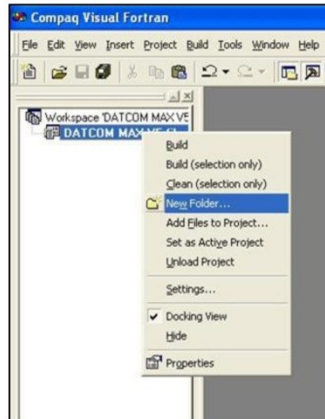 Compaq Visual Fortran
File Edit View Insert Project Build Tools Window Help
Workspace 'DATCOM MAX V5
DATCOM MAX V5
Build
Build (selection only)
Clean (selection only)
New Folder...
Add Files to Project...
Set as Active Project
Unload Project
Settings...
Docking View
Hide
Properties